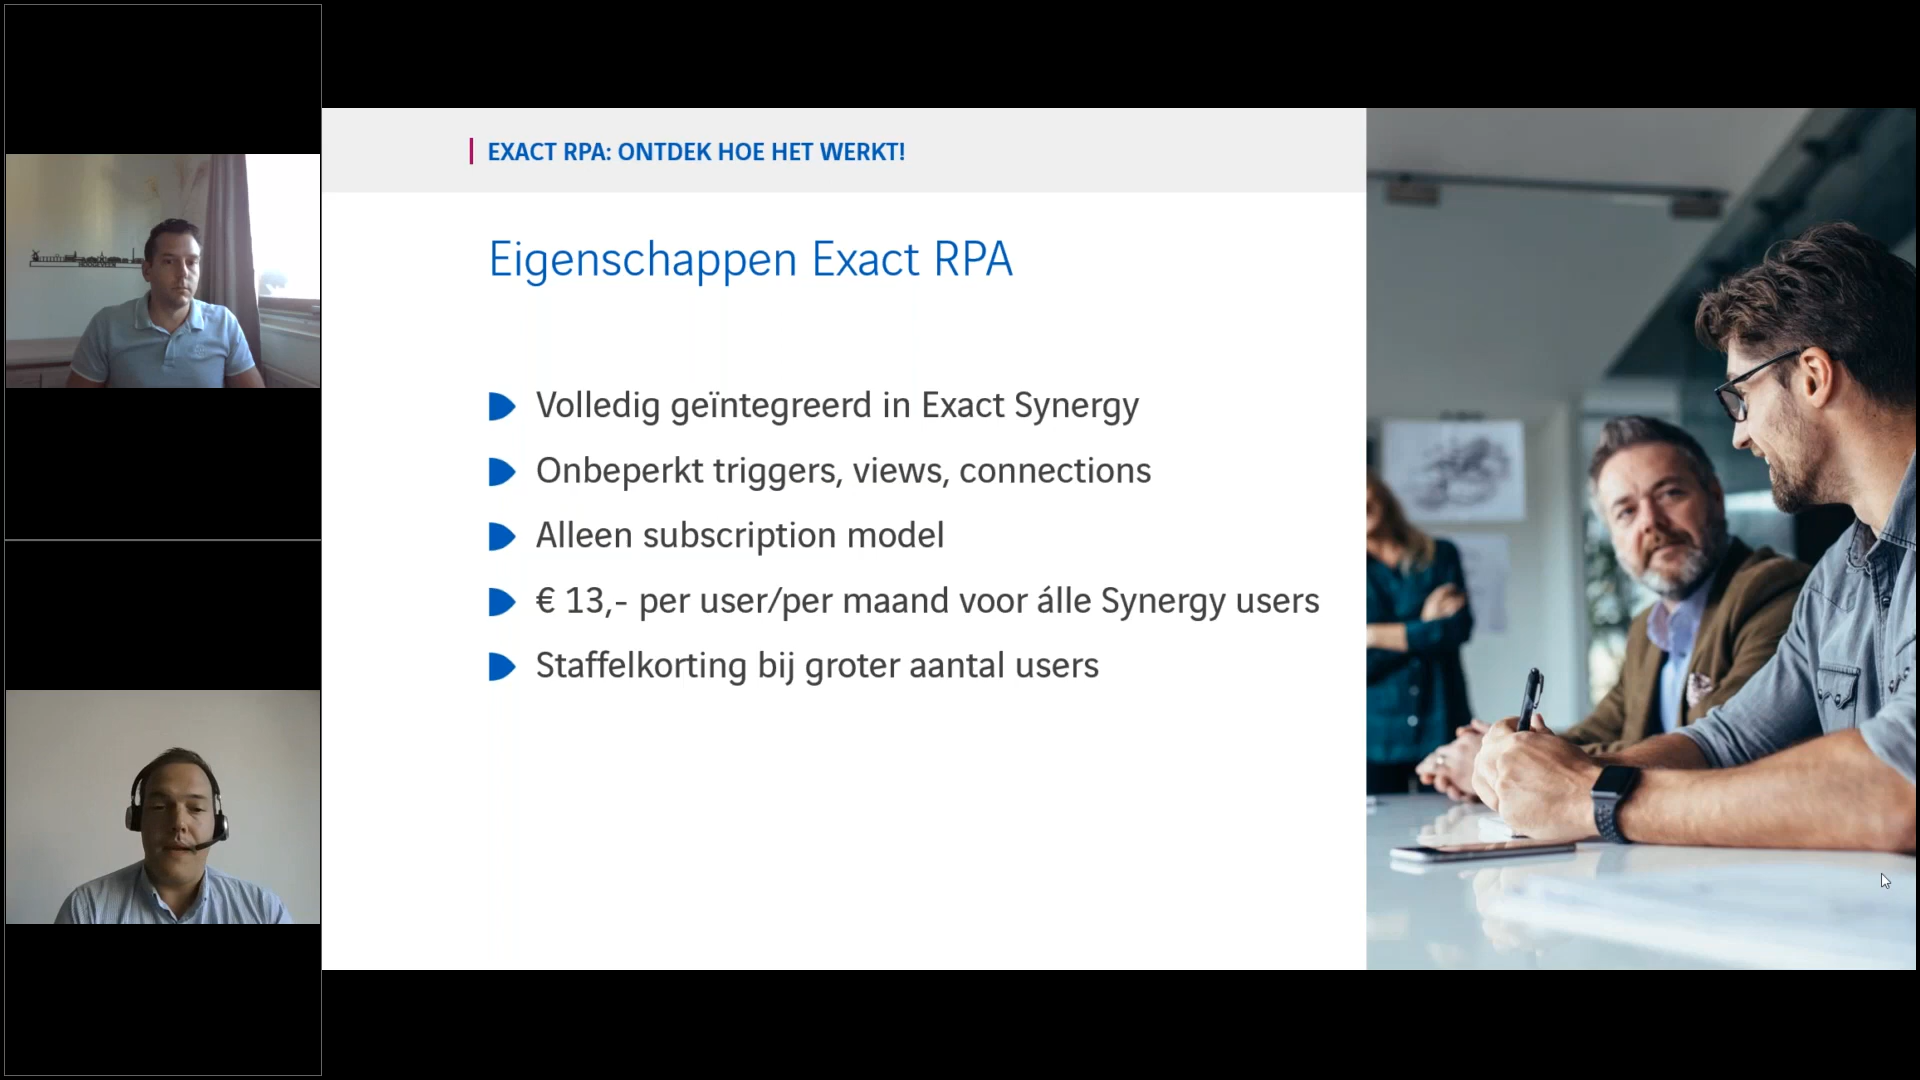 EXACT RPA: ONTDEK HOE HET WERKT!
Eigenschappen Exact RPA
Volledig geïntegreerd in Exact Synergy
Onbeperkt triggers, views, connections
Alleen subscription model
€ 13,- per user/per maand voor álle Synergy users
Staffelkorting bij groter aantal users